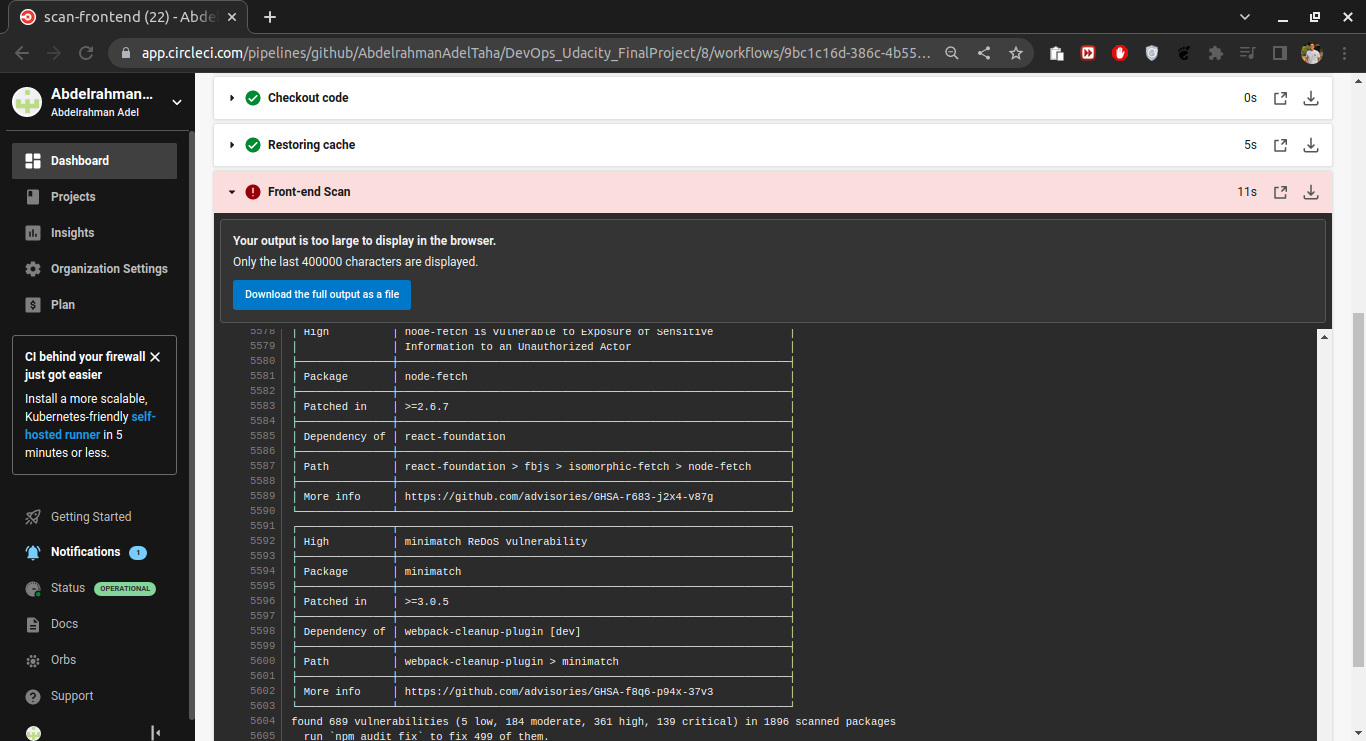 scan-frontend (22) - Abde
app.circleci.com/pipelines/github/AbdelrahmanAdelTaha/DevOps_Udacity_FinalProject/8/workflows/9bc1c16d-386c-4b55...
Abdelrahman...
Abdelrahman Adel
Dashboard
Projects
Insights
Organization Settings
Plan
CI behind your firewall
just got easier
Install a more scalable,
Kubernetes-friendly self-
hosted runner in 5
minutes or less.
Getting Started
Notifications 1
Status OPERATIONAL
Docs
Orbs
Support
Checkout code 0s
Restoring cache 5s
Front-end Scan 11s
Your output is too large to display in the browser.
Only the last 400000 characters are displayed.
Download the full output as a file
5578 High node-fetch is vulnerable to Exposure of Sensitive
5579 Information to an Unauthorized Actor
5580
5581 Package node-fetch
5582
5583 Patched in >=2.6.7
5584
5585 Dependency of react-foundation
5586
5587 Path react-foundation > fbjs > isomorphic-fetch > node-fetch
5588
5589 More info https://github.com/advisories/GHSA-r683-j2x4-v87g
5590
5591
5592 High minimatch ReDoS vulnerability
5593
5594 Package minimatch
5595
5596 Patched in >=3.0.5
5597
5598 Dependency of webpack-cleanup-plugin [dev]
5599
5600 Path webpack-cleanup-plugin > minimatch
5601
5602 More info https://github.com/advisories/GHSA-f8q6-p94x-37v3
5603
5604 found 689 vulnerabilities (5 low, 184 moderate, 361 high, 139 critical) in 1896 scanned packages
5605 run `npm audit fix` to fix 499 of them.